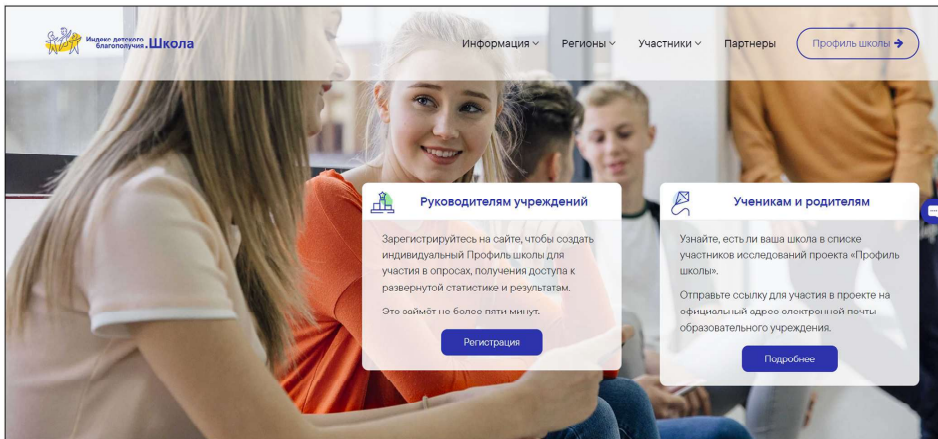 Индекс детского
благополучия.Школа
Информация
Регионы
Участники
Партнеры
Профиль школы
Руководителям учреждений
Зарегистрируйтесь на сайте, чтобы создать
индивидуальный Профиль школы для
участия в опросах, получения доступа к
развернутой статистике и результатам.
Это займёт не более пяти минут.
Регистрация
Ученикам и родителям
Узнайте, есть ли ваша школа в списке
участников исследований проекта «Профиль
школы».
Отправьте ссылку для участия в проекте на
официальный адрес электронной почты
образовательного учреждения.
Подробнее